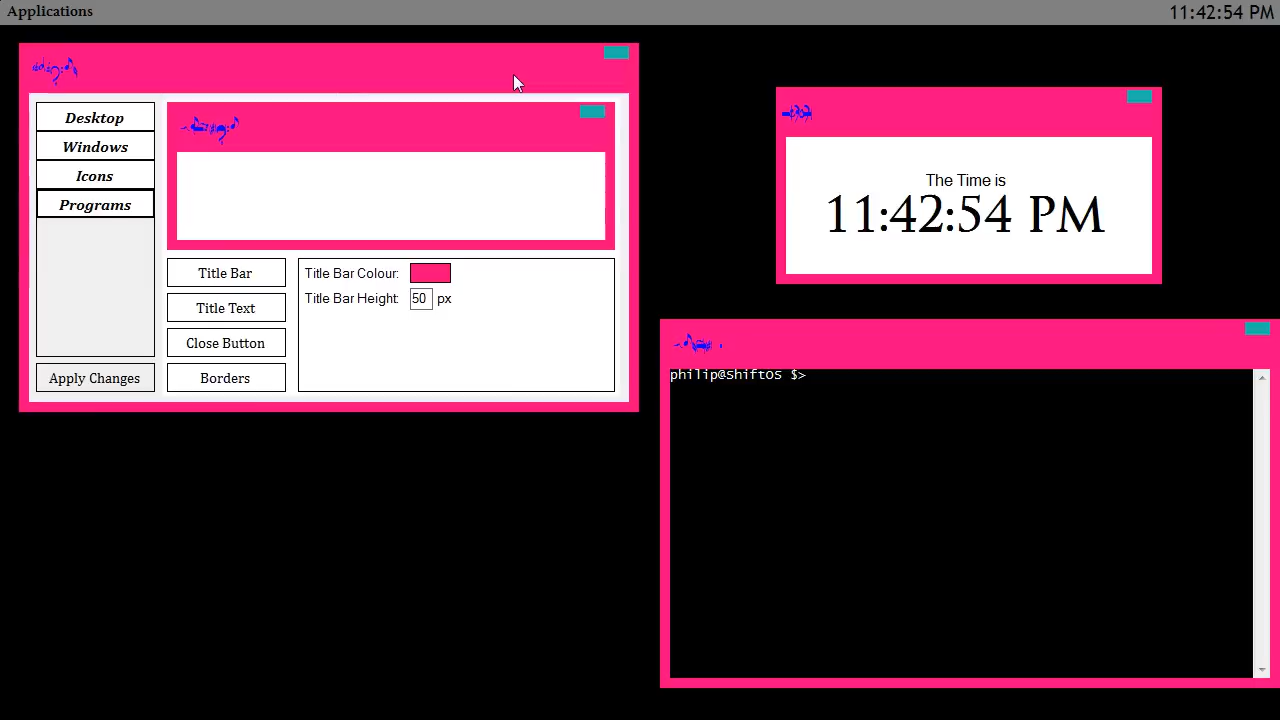 Applications
11:42:54 PM
Desktop
Windows
Icons
Programs
Apply Changes
Title Bar
Title Text
Close Button
Borders
Title Bar Colour:
Title Bar Height: 50 px
The Time is
11:42:54 PM
philip@shiftos $>